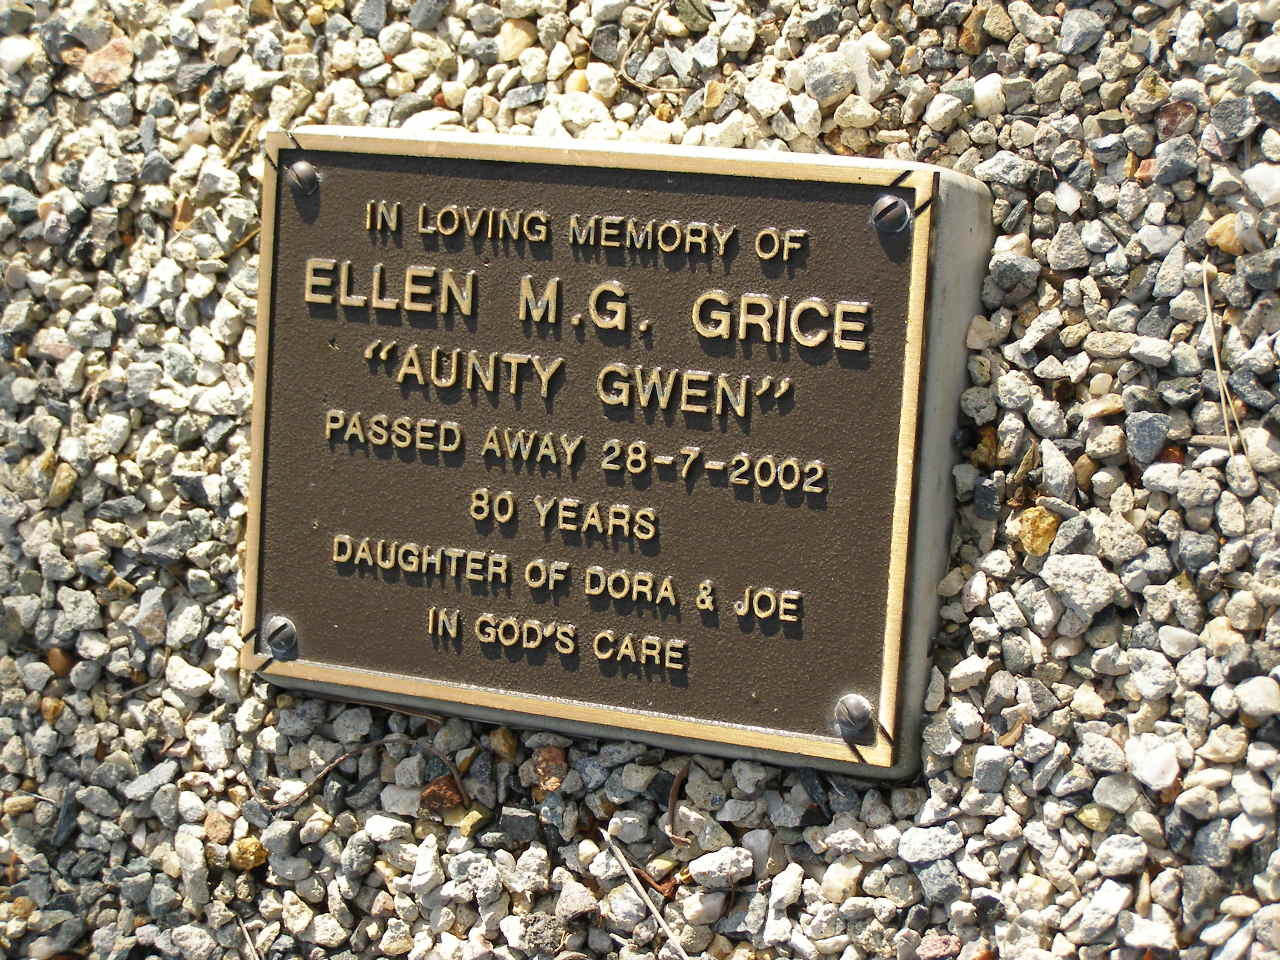 IN LOVING MEMORY OF
ELLEN M.G. GRICE
“AUNTY GWEN”
PASSED AWAY 28-7-2002
80 YEARS
DAUGHTER OF DORA & JOE
IN GOD'S CARE